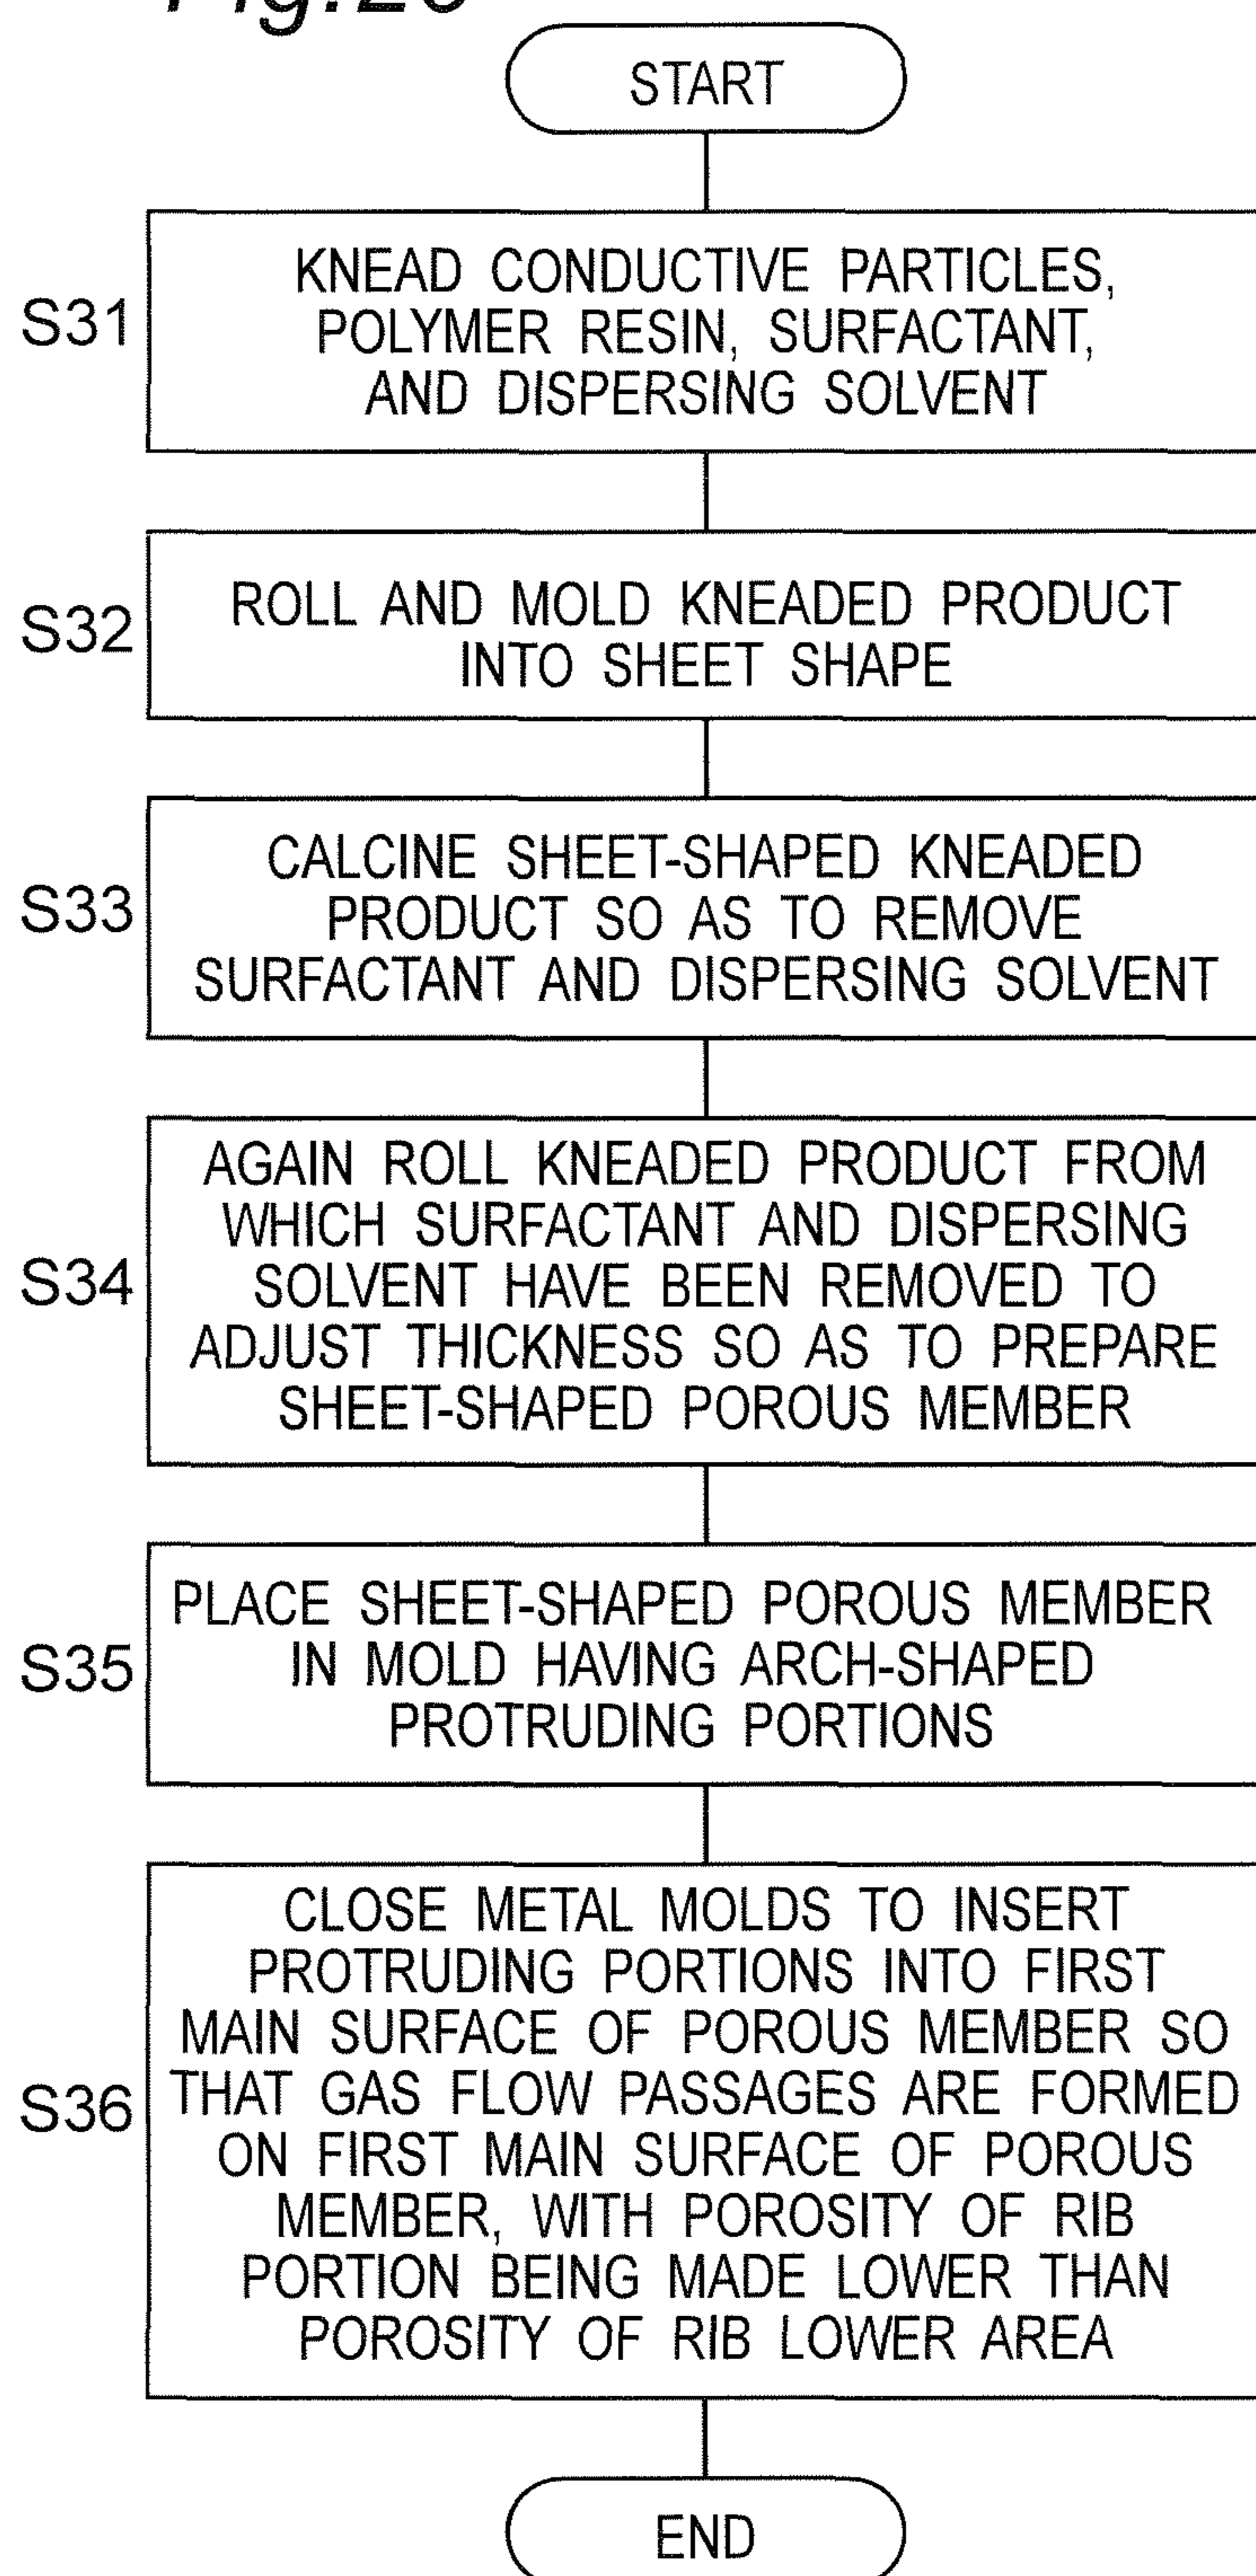 START
S31
KNEAD CONDUCTIVE PARTICLES,
POLYMER RESIN, SURFACTANT,
AND DISPERSING SOLVENT
S32
ROLL AND MOLD KNEADED PRODUCT
INTO SHEET SHAPE
S33
CALCINE SHEET-SHAPED KNEADED
PRODUCT SO AS TO REMOVE
SURFACTANT AND DISPERSING SOLVENT
S34
AGAIN ROLL KNEADED PRODUCT FROM
WHICH SURFACTANT AND DISPERSING
SOLVENT HAVE BEEN REMOVED TO
ADJUST THICKNESS SO AS TO PREPARE
SHEET-SHAPED POROUS MEMBER
S35
PLACE SHEET-SHAPED POROUS MEMBER
IN MOLD HAVING ARCH-SHAPED
PROTRUDING PORTIONS
S36
CLOSE METAL MOLDS TO INSERT
PROTRUDING PORTIONS INTO FIRST
MAIN SURFACE OF POROUS MEMBER SO
THAT GAS FLOW PASSAGES ARE FORMED
ON FIRST MAIN SURFACE OF POROUS
MEMBER, WITH POROSITY OF RIB
PORTION BEING MADE LOWER THAN
POROSITY OF RIB LOWER AREA
END